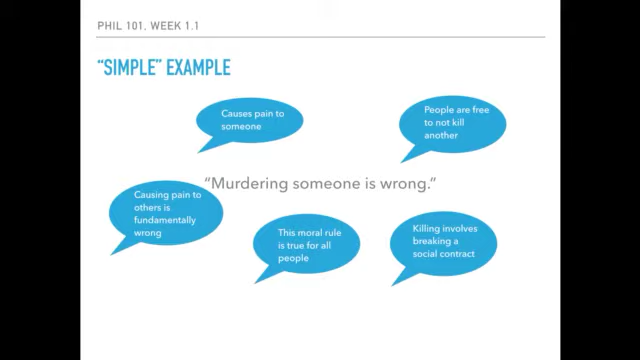 PHIL 101, WEEK 1.1
“SIMPLE” EXAMPLE
Causes pain to
someone
People are free
to not kill
another
“Murdering someone is wrong.”
Causing pain to
others is
fundamentally
wrong
This moral rule
is true for all
people
Killing involves
breaking a
social contract